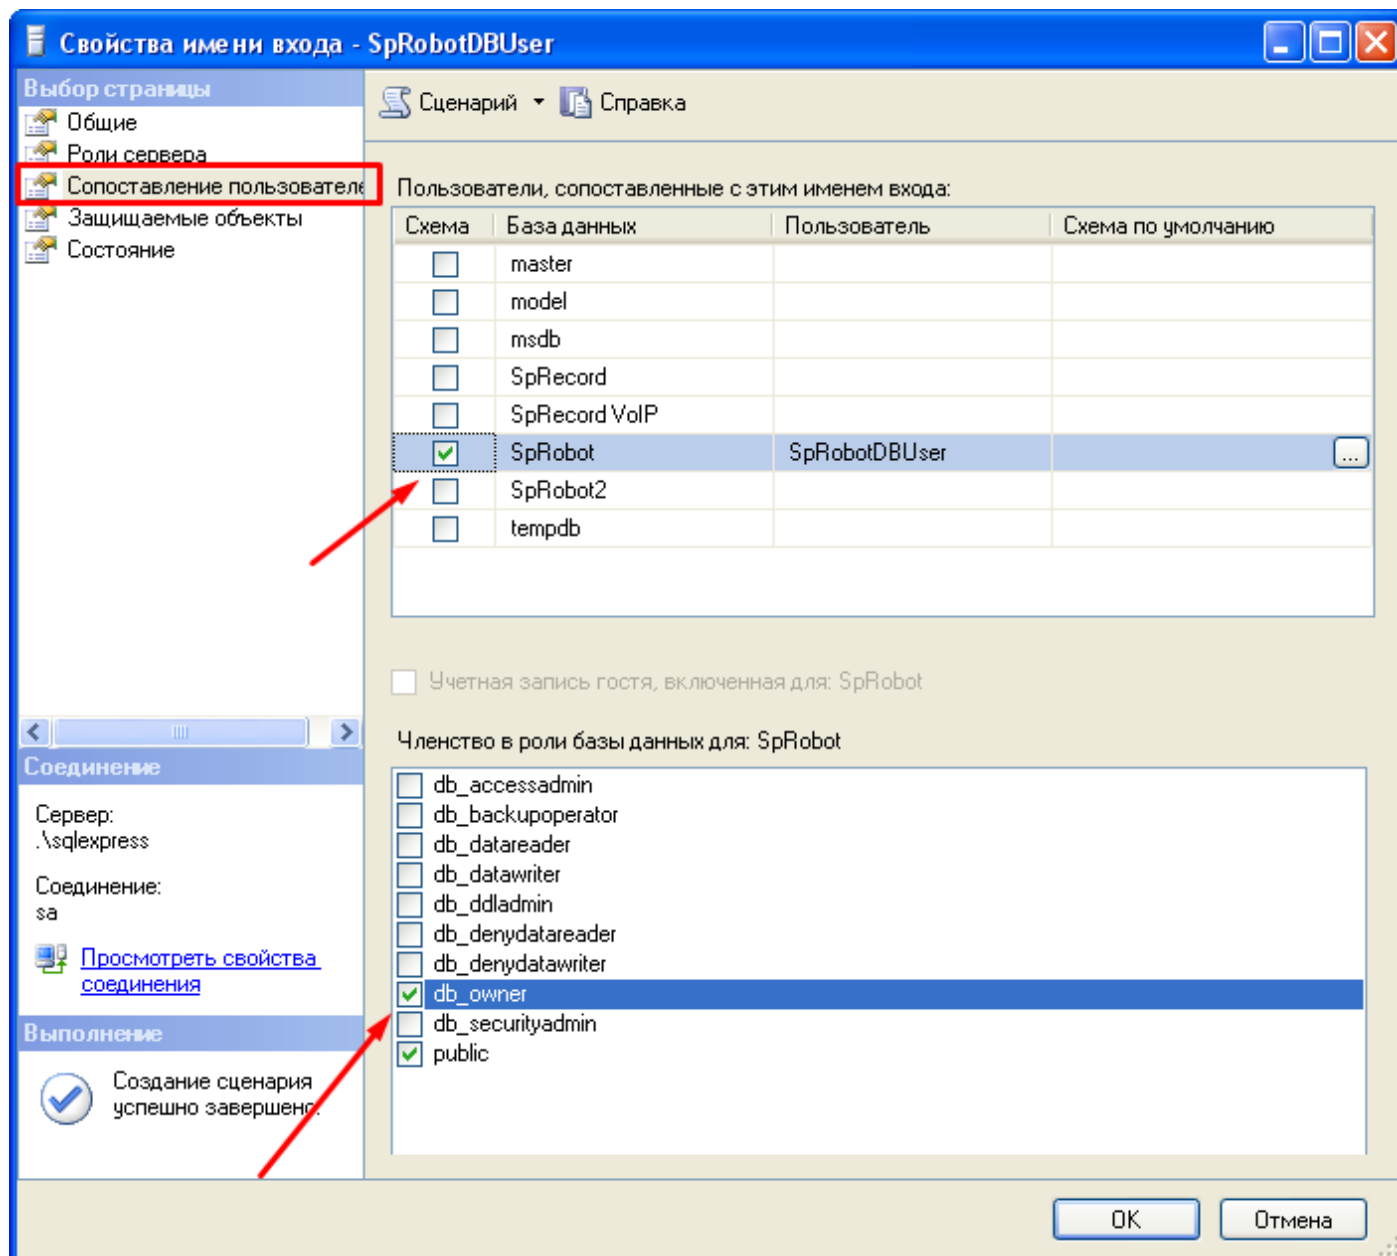 Свойства имени входа - SpRobotDBUser
Выбор страницы
Общие
Роли сервера
Сопоставление пользователе
Защищаемые объекты
Состояние
Сценарий
Справка
Пользователи, сопоставленные с этим именем входа:
Схема База данных Пользователь Схема по умолчанию
master
model
msdb
SpRecord
SpRecord VoIP
SpRobot SpRobotDBUser ...
SpRobot2
tempdb
Учетная запись гостя, включенная для: SpRobot
Членство в роли базы данных для: SpRobot
db_accessadmin
db_backupoperator
db_datareader
db_datawriter
db_ddladmin
db_denydatareader
db_denydatawriter
db_owner
db_securityadmin
public
Соединение
Сервер:
.\sqlexpress
Соединение:
sa
Просмотреть свойства
соединения
Выполнение
Создание сценария
успешно завершено.
OK Отмена